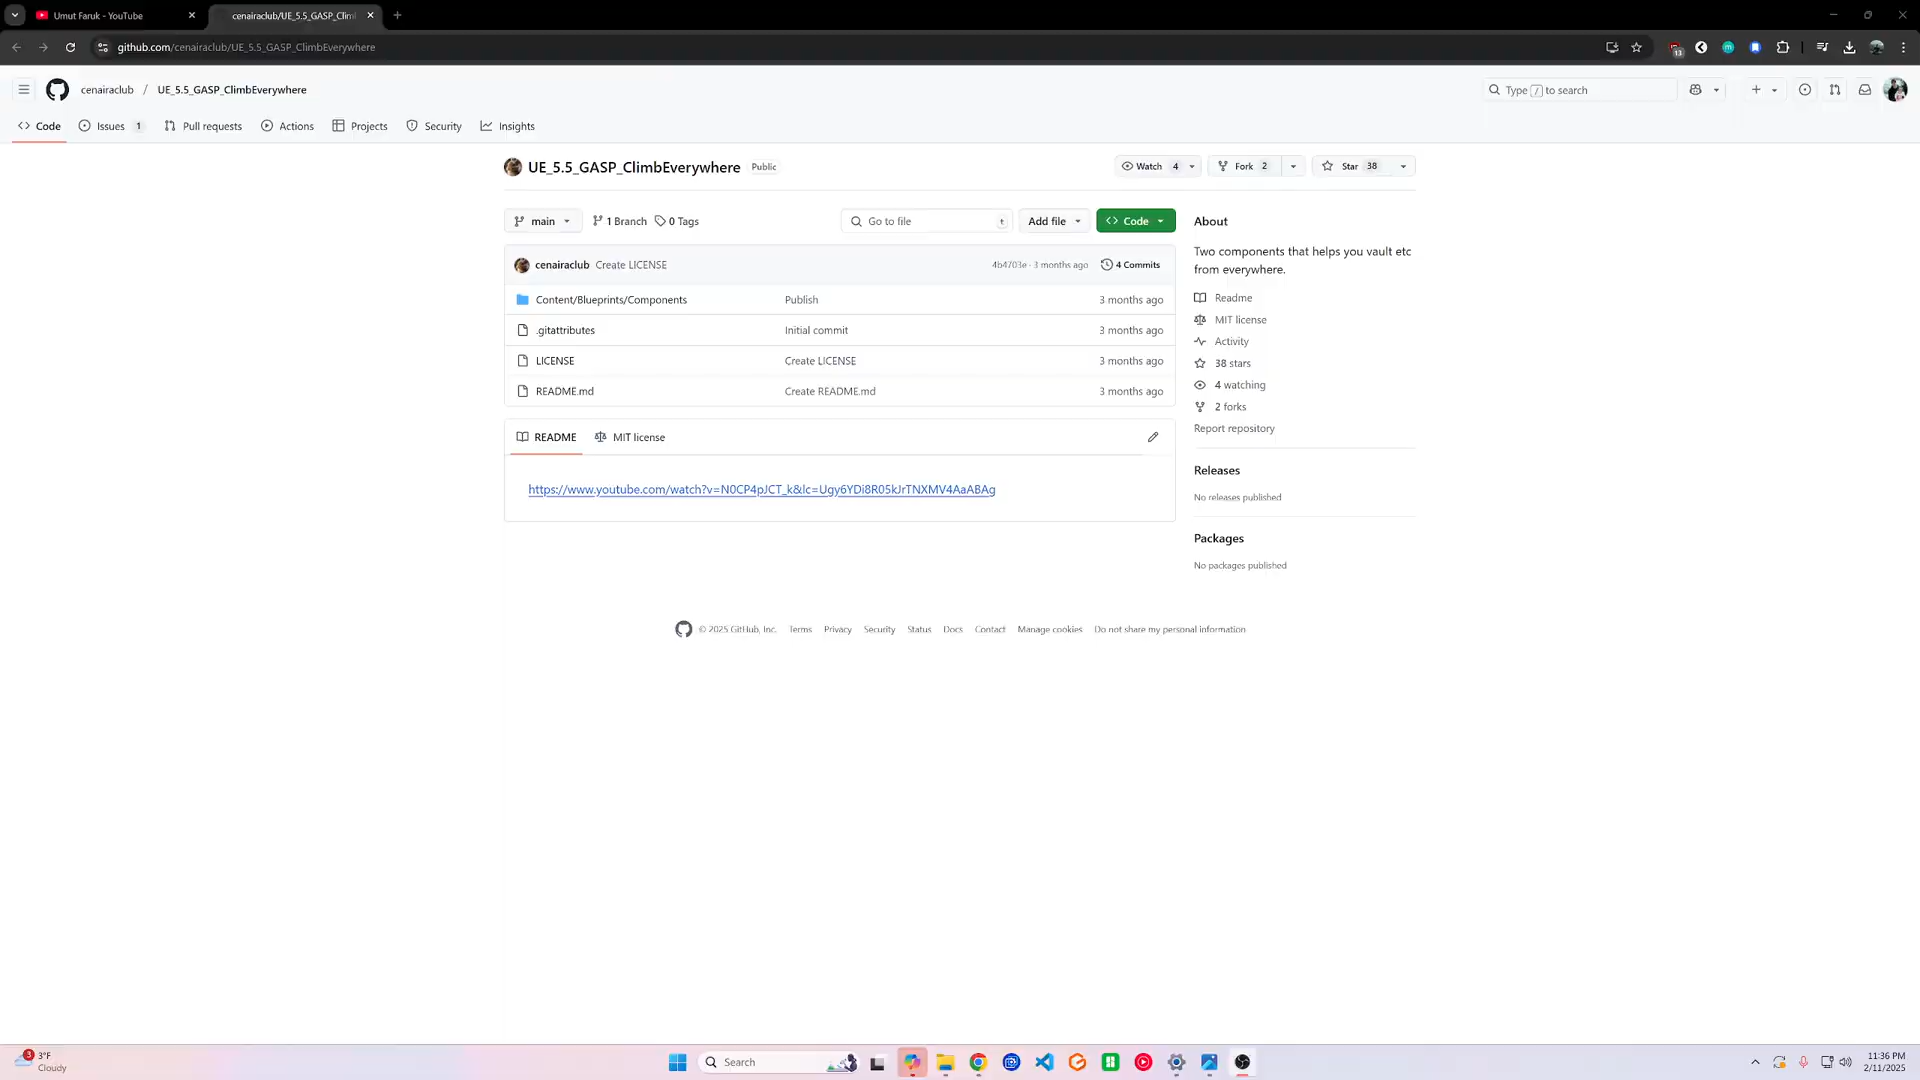 Umut Faruk - YouTube
cenairaclub/UE_5.5_GASP_Clim
github.com/cenairaclub/UE_5.5_GASP_ClimbEverywhere
13
cenairaclub / UE_5.5_GASP_ClimbEverywhere
Type / to search
Code
Issues 1
Pull requests
Actions
Projects
Security
Insights
UE_5.5_GASP_ClimbEverywhere Public
Watch 4
Fork 2
Star 38
main
1 Branch
0 Tags
Go to file t
Add file
Code
cenairaclub Create LICENSE 4b4703e · 3 months ago 4 Commits
Content/Blueprints/Components Publish 3 months ago
.gitattributes Initial commit 3 months ago
LICENSE Create LICENSE 3 months ago
README.md Create README.md 3 months ago
README
MIT license
https://www.youtube.com/watch?v=N0CP4pJCT_k&lc=Ugy6YDi8R05kJrTNXMV4AaABAg
About
Two components that helps you vault etc
from everywhere.
Readme
MIT license
Activity
38 stars
4 watching
2 forks
Report repository
Releases
No releases published
Packages
No packages published
© 2025 GitHub, Inc. Terms Privacy Security Status Docs Contact Manage cookies Do not share my personal information
3
3°F
Cloudy
Search
11:36 PM
2/11/2025